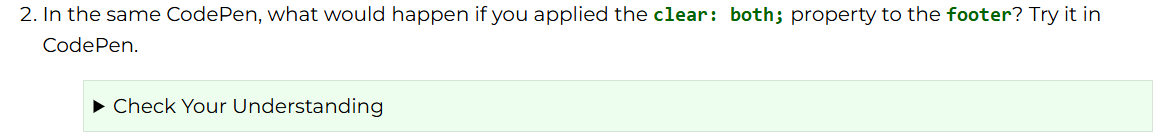 2. In the same CodePen, what would happen if you applied the clear: both; property to the footer? Try it in
CodePen.
▶ Check Your Understanding